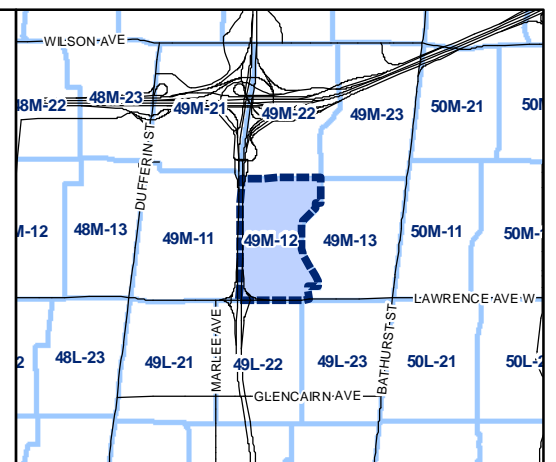 WILSON AVE
48M-22
48M-23
49M-21
49M-22
49M-23
50M-21
50M
DUFFERIN ST
M-12
48M-13
49M-11
49M-12
49M-13
50M-11
50M-
LAWRENCE AVE W
2
48L-23
49L-21
MARLEE AVE
49L-22
49L-23
BATHURST ST
50L-21
50L-2
GLENCAIRN AVE